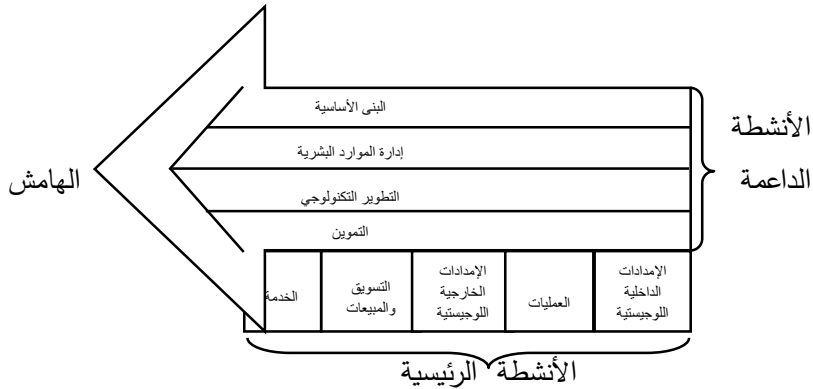 البنى الأساسية
إدارة الموارد البشرية
التطوير التكنولوجي
التموين
الأنشطة
الداعمة
الهامش
الإمدادات
الداخلية
اللوجيستية
العمليات
الإمدادات
الخارجية
اللوجيستية
التسويق
والمبيعات
الخدمة
الأنشطة الرئيسية